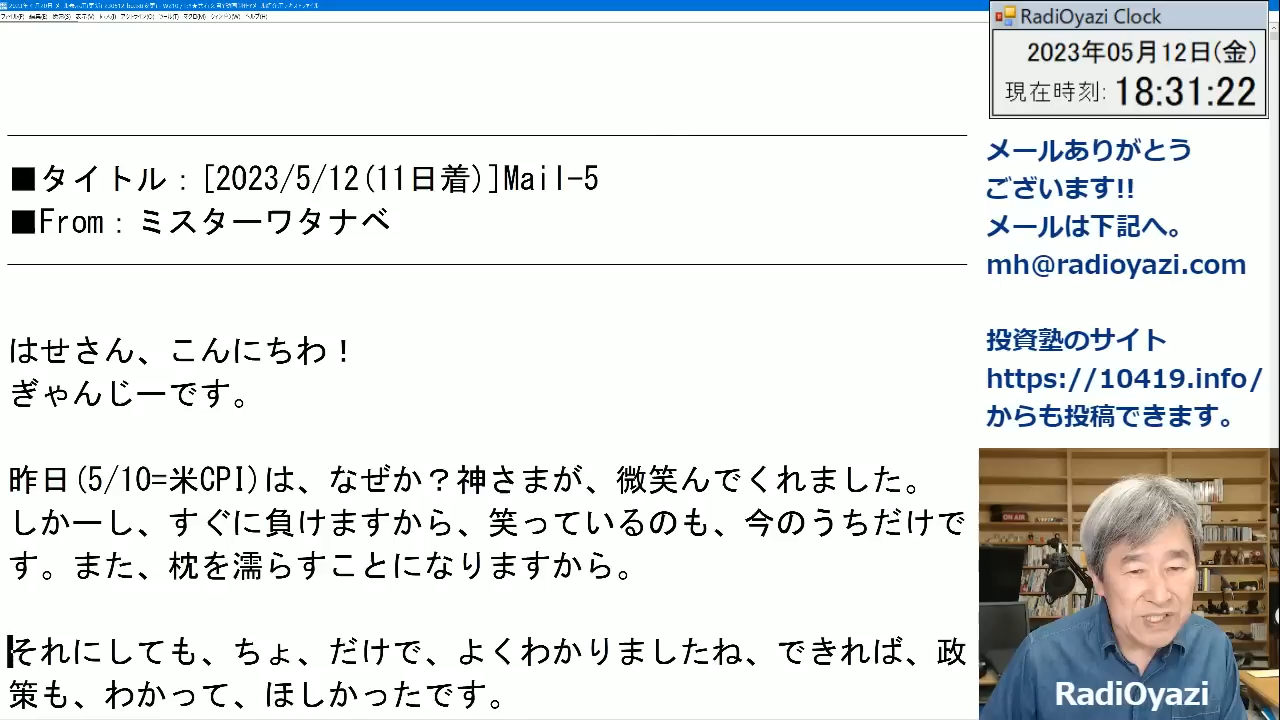 RadiOyazi Clock
2023年05月12日(金)
現在時刻: 18:31:22
■タイトル：[2023/5/12(11日着)]Mail-5
■From：ミスターワタナベ
はせさん、こんにちわ！
ぎゃんじーです。
昨日(5/10=米CPI)は、なぜか？神さまが、微笑んでくれました。
しかーし、すぐに負けますから、笑っているのも、今のうちだけで
す。また、枕を濡らすことになりますから。
それにしても、ちょ、だけで、よくわかりましたね、できれば、政
策も、わかって、ほしかったです。
メールありがとう
ございます!!
メールは下記へ。
mh@radioyazi.com
投資塾のサイト
https://10419.info/
からも投稿できます。
ON AIR
RadiOyazi